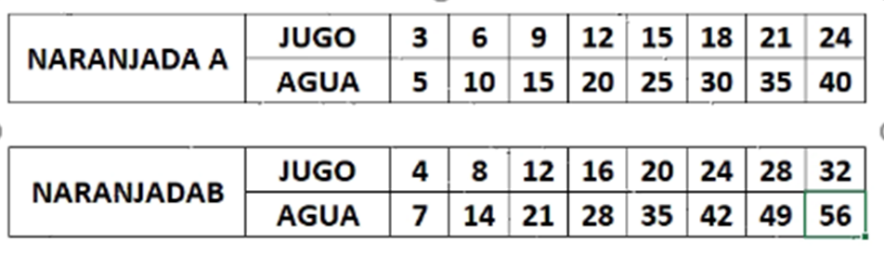 NARANJADA A JUGO 3 6 9 12 15 18 21 24
AGUA 5 10 15 20 25 30 35 40
NARANJADAB JUGO 4 8 12 16 20 24 28 32
AGUA 7 14 21 28 35 42 49 56